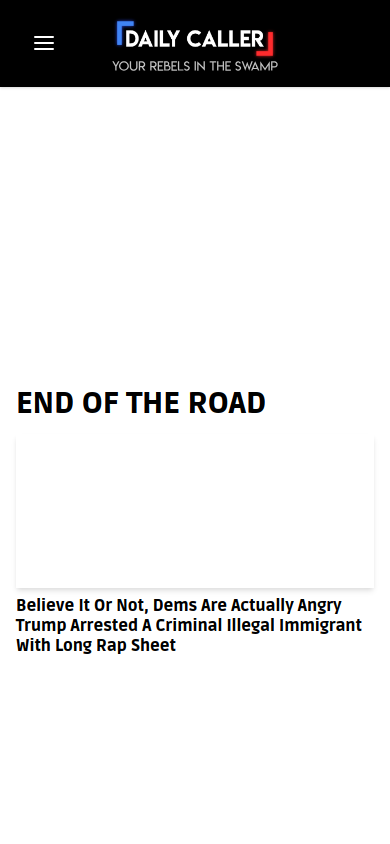 DAILY CALLER
YOUR REBELS IN THE SWAMP
END OF THE ROAD
Believe It Or Not, Dems Are Actually Angry
Trump Arrested A Criminal Illegal Immigrant
With Long Rap Sheet